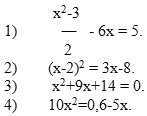 x²-3
1) — - 6x = 5.
2
2) (x-2)² = 3x-8.
3) x²+9x+14 = 0.
4) 10x²=0,6-5x.